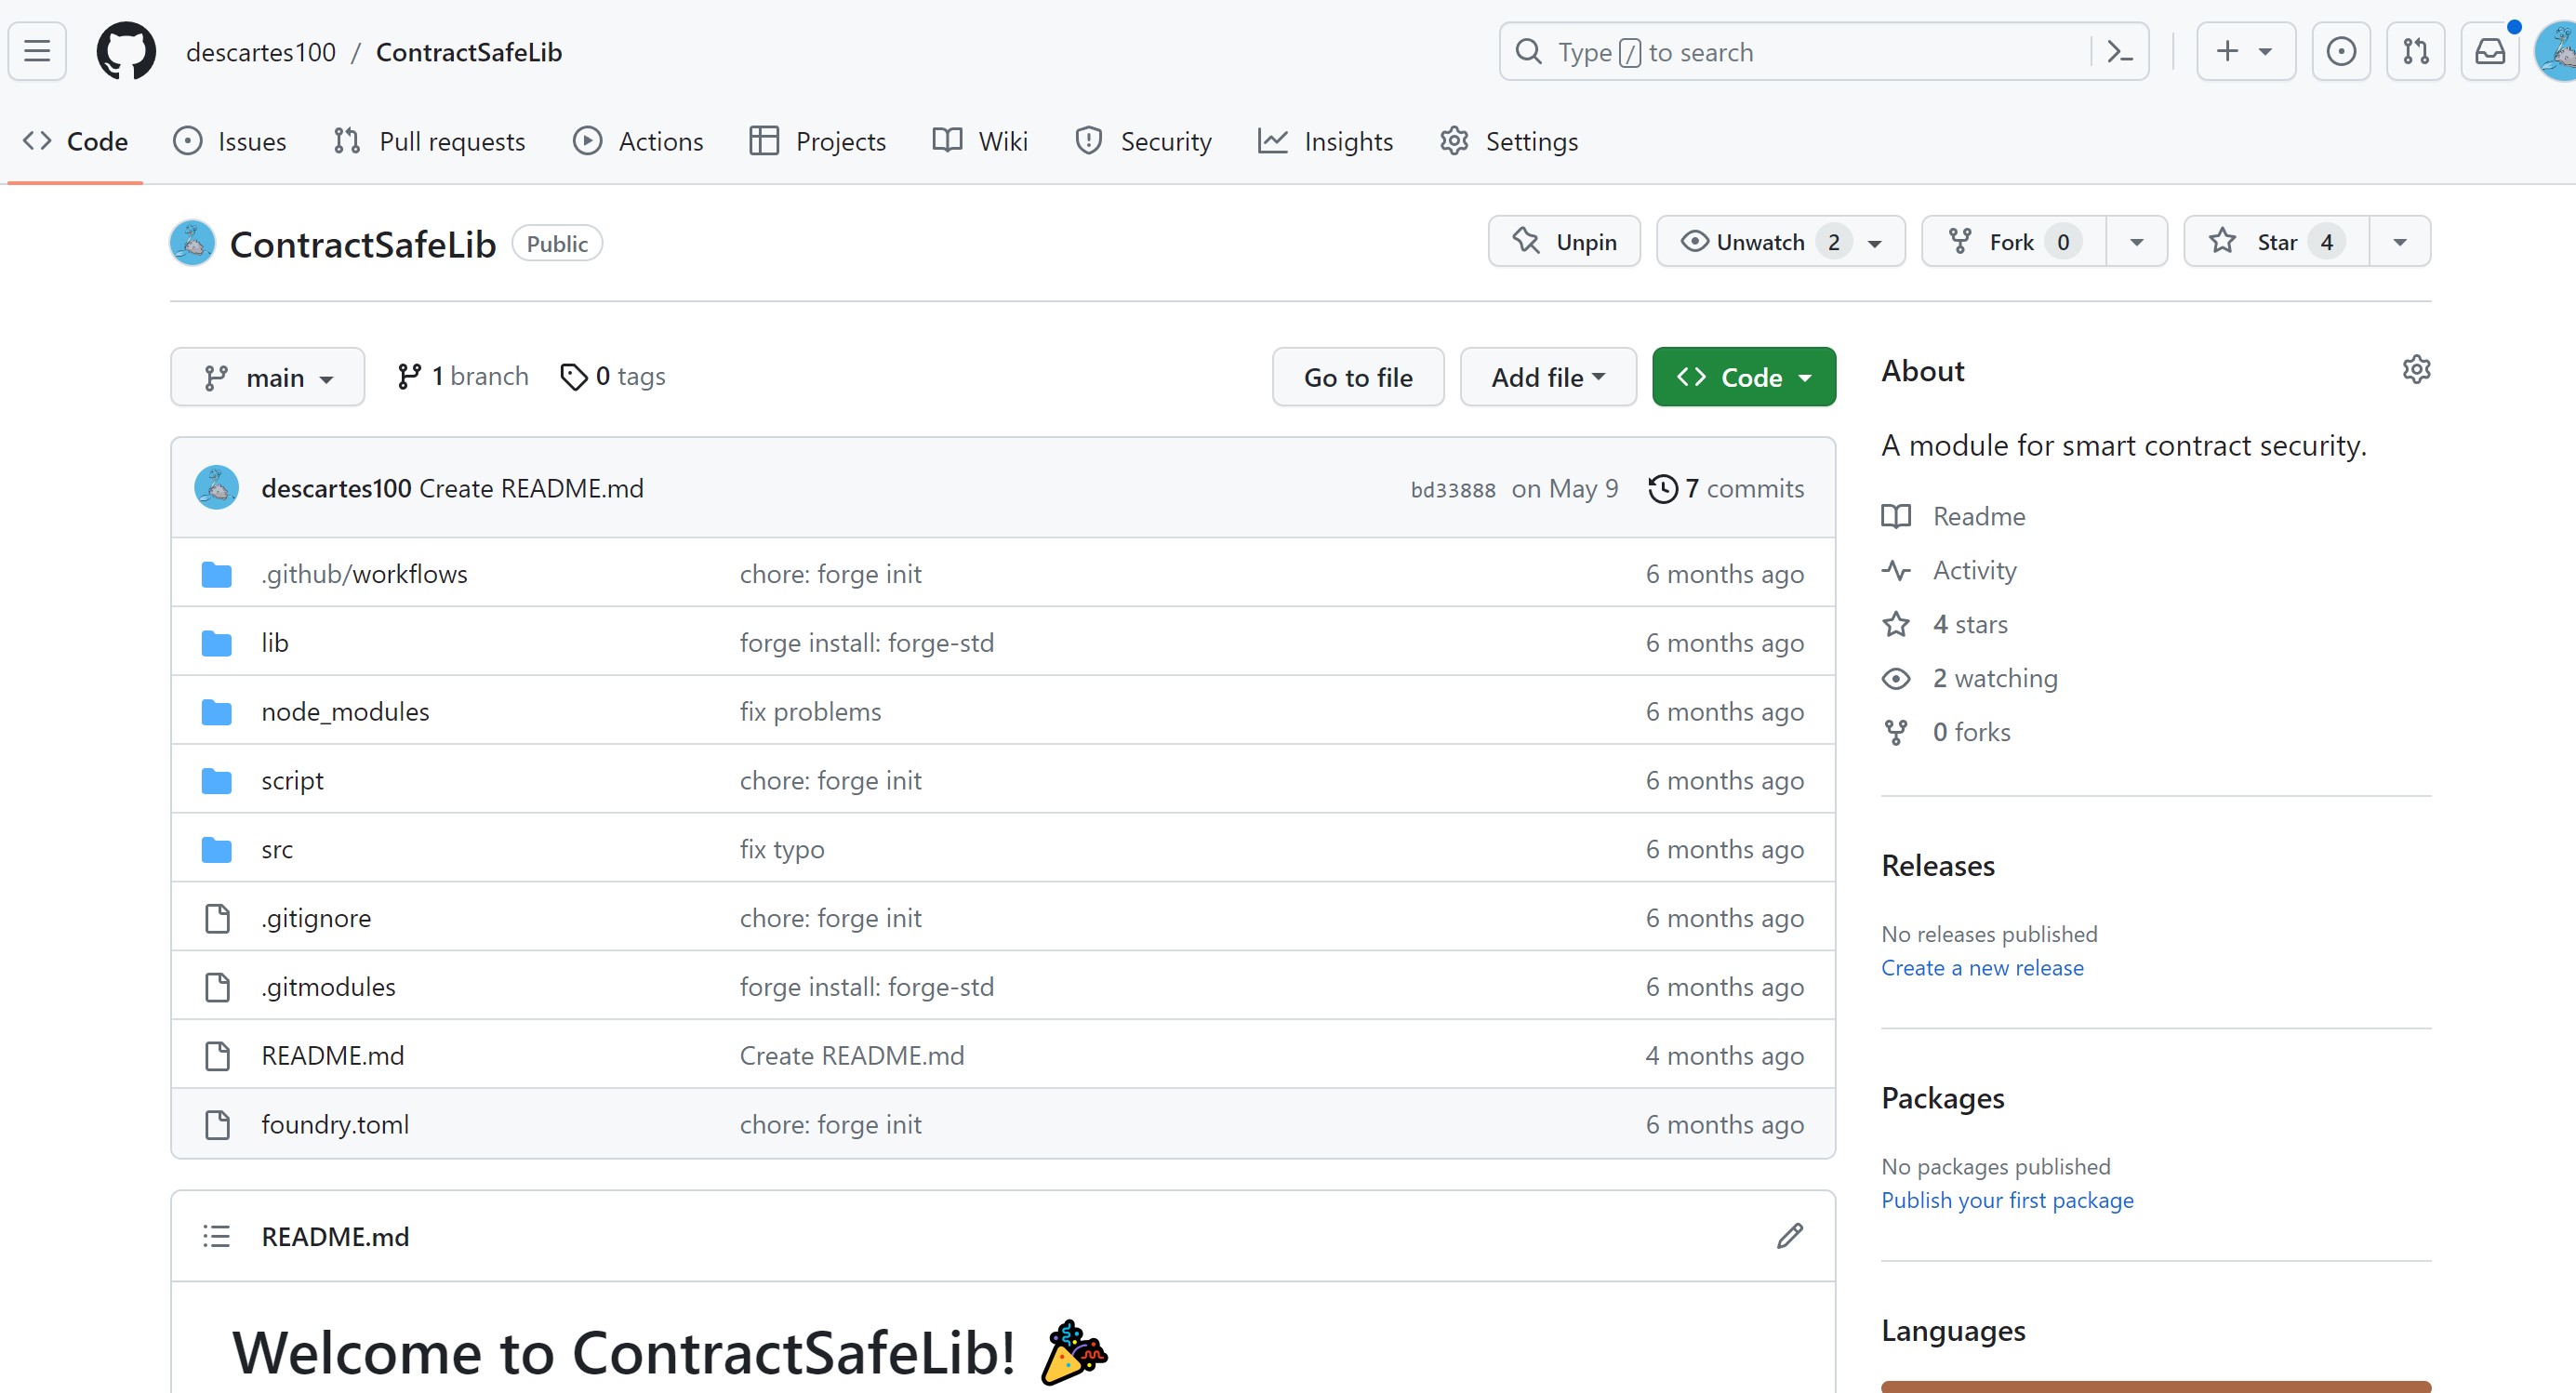 descartes100 / ContractSafeLib
Type / to search
Code Issues Pull requests Actions Projects Wiki Security Insights Settings
ContractSafeLib Public
Unpin Unwatch 2 Fork 0 Star 4
main 1 branch 0 tags Go to file Add file Code
descartes100 Create README.md bd33888 on May 9 7 commits
.github/workflows chore: forge init 6 months ago
lib forge install: forge-std 6 months ago
node_modules fix problems 6 months ago
script chore: forge init 6 months ago
src fix typo 6 months ago
.gitignore chore: forge init 6 months ago
.gitmodules forge install: forge-std 6 months ago
README.md Create README.md 4 months ago
foundry.toml chore: forge init 6 months ago
README.md
Welcome to ContractSafeLib!
About
A module for smart contract security.
Readme
Activity
4 stars
2 watching
0 forks
Releases
No releases published
Create a new release
Packages
No packages published
Publish your first package
Languages